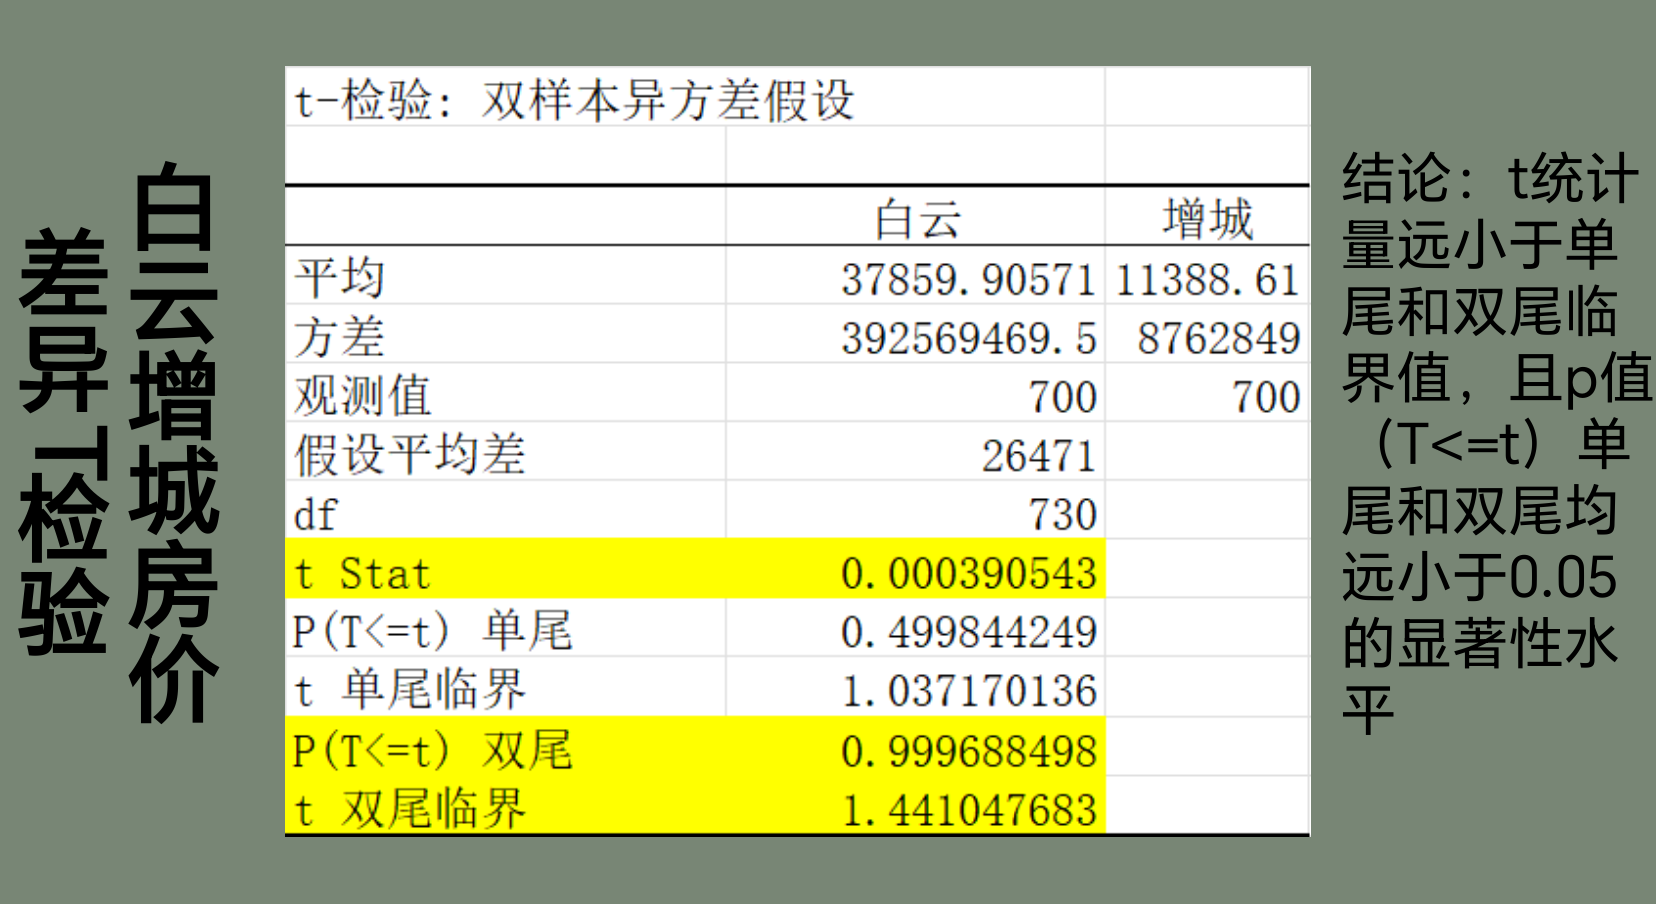 白云增城房价
差异T检验
t-检验: 双样本异方差假设
白云 增城
平均 37859.90571 11388.61
方差 392569469.5 8762849
观测值 700 700
假设平均差 26471
df 730
t Stat 0.000390543
P(T<=t) 单尾 0.499844249
t 单尾临界 1.037170136
P(T<=t) 双尾 0.999688498
t 双尾临界 1.441047683
结论：t统计
量远小于单
尾和双尾临
界值，且p值
（T<=t）单
尾和双尾均
远小于0.05
的显著性水
平